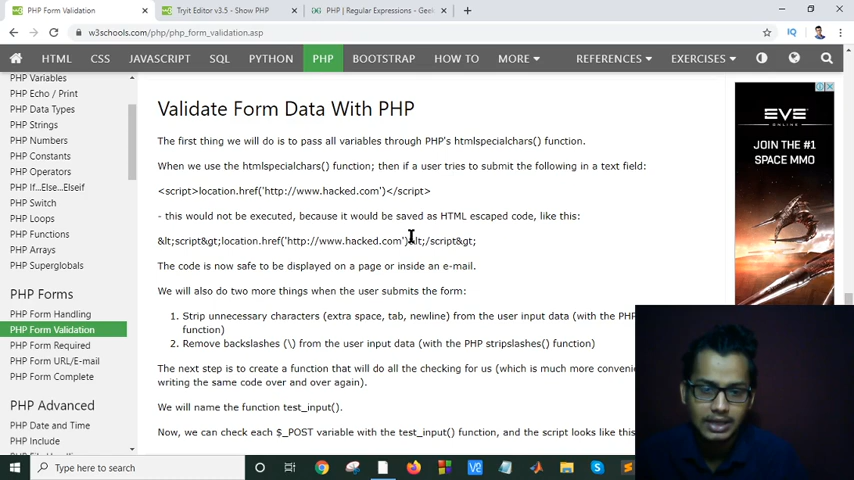 PHP Form Validation
Tryit Editor v3.5 - Show PHP
PHP | Regular Expressions - Geek
w3schools.com/php/php_form_validation.asp
HTML CSS JAVASCRIPT SQL PYTHON PHP BOOTSTRAP HOW TO MORE REFERENCES EXERCISES
PHP Variables
PHP Echo / Print
PHP Data Types
PHP Strings
PHP Numbers
PHP Constants
PHP Operators
PHP If...Else...Elseif
PHP Switch
PHP Loops
PHP Functions
PHP Arrays
PHP Superglobals
PHP Forms
PHP Form Handling
PHP Form Validation
PHP Form Required
PHP Form URL/E-mail
PHP Form Complete
PHP Advanced
PHP Date and Time
PHP Include
Validate Form Data With PHP
The first thing we will do is to pass all variables through PHP's htmlspecialchars() function.
When we use the htmlspecialchars() function; then if a user tries to submit the following in a text field:
<script>location.href('http://www.hacked.com')</script>
- this would not be executed, because it would be saved as HTML escaped code, like this:
&lt;script&gt;location.href('http://www.hacked.com')&lt;/script&gt;
The code is now safe to be displayed on a page or inside an e-mail.
We will also do two more things when the user submits the form:
1. Strip unnecessary characters (extra space, tab, newline) from the user input data (with the PHP
function)
2. Remove backslashes (\) from the user input data (with the PHP stripslashes() function)
The next step is to create a function that will do all the checking for us (which is much more
writing the same code over and over again).
We will name the function test_input().
Now, we can check each $_POST variable with the test_input() function, and the script looks like this
EVE
ONLINE
JOIN THE #1
SPACE MMO
Type here to search